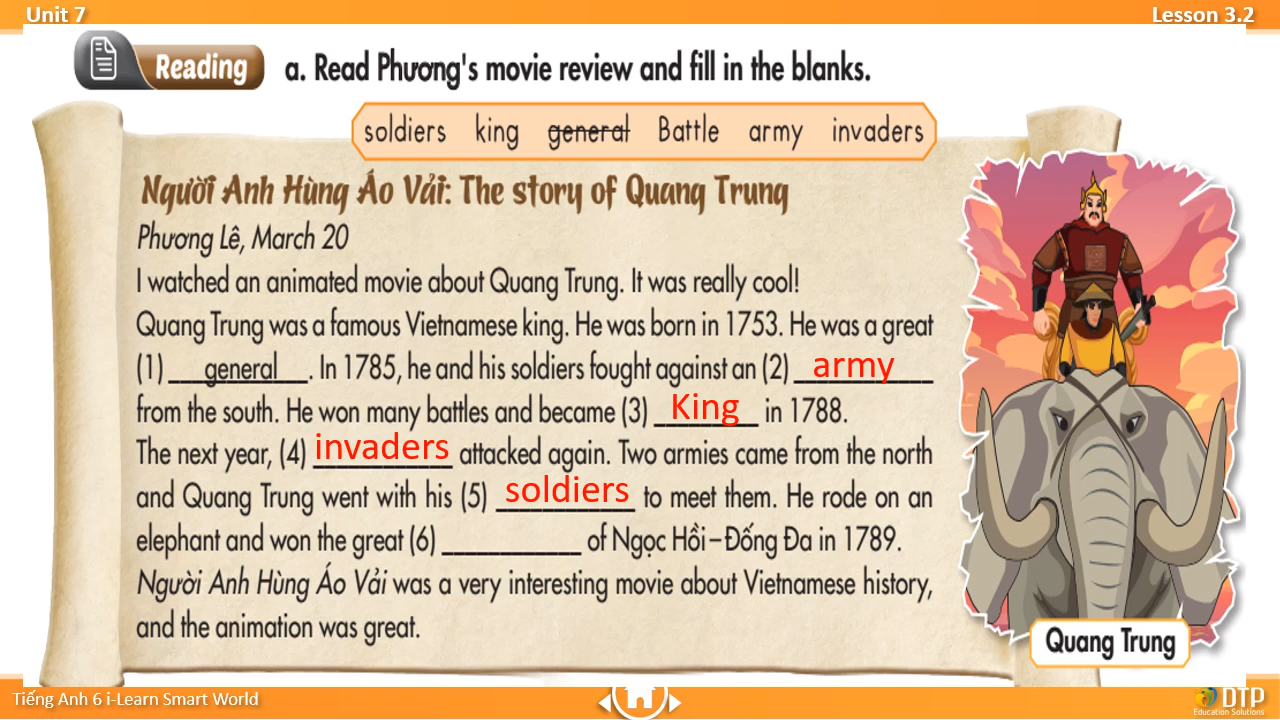 Unit 7
Lesson 3.2
Reading
a. Read Phương's movie review and fill in the blanks.
soldiers king general Battle army invaders
Người Anh Hùng Áo Vải: The story of Quang Trung
Phương Lê, March 20
I watched an animated movie about Quang Trung. It was really cool!
Quang Trung was a famous Vietnamese king. He was born in 1753. He was a great
(1) ___general___. In 1785, he and his soldiers fought against an (2) army
from the south. He won many battles and became (3) King in 1788.
The next year, (4) invaders attacked again. Two armies came from the north
and Quang Trung went with his (5) soldiers to meet them. He rode on an
elephant and won the great (6) ____________ of Ngọc Hồi–Đống Đa in 1789.
Người Anh Hùng Áo Vải was a very interesting movie about Vietnamese history,
and the animation was great.
Quang Trung
Tiếng Anh 6 i-Learn Smart World
DTP
Education Solutions